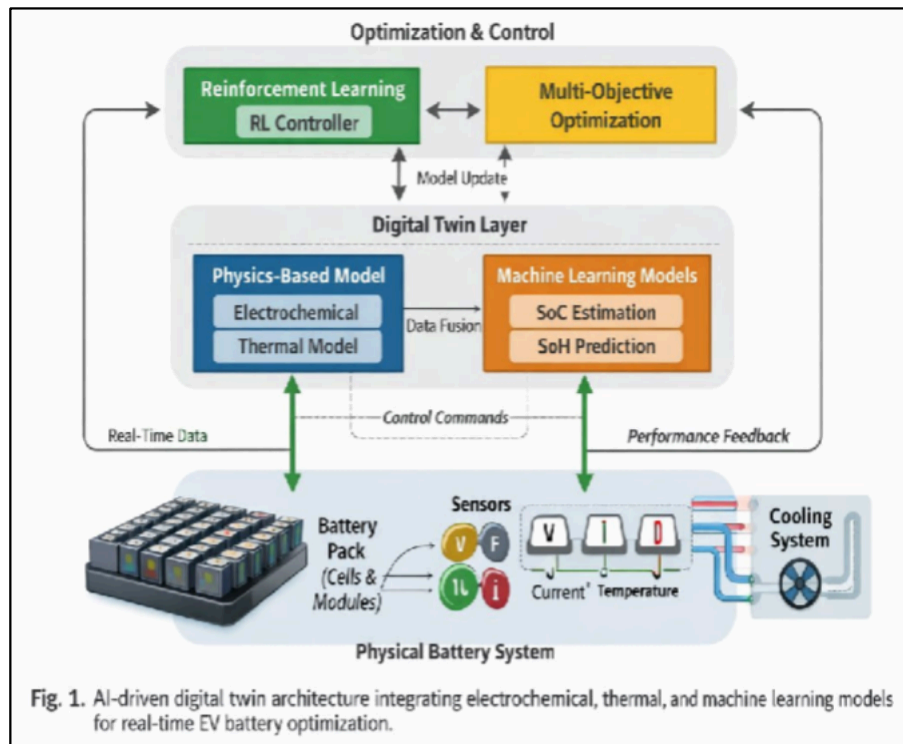 Optimization & Control
Reinforcement Learning
RL Controller
Multi-Objective
Optimization
Model Update
Digital Twin Layer
Physics-Based Model
Electrochemical
Thermal Model
Data Fusion
Machine Learning Models
SoC Estimation
SoH Prediction
Control Commands
Real-Time Data
Performance Feedback
Battery
Pack
(Cells &
Modules)
Sensors
V F
i
V I D
Current' Temperature
Cooling
System
Physical Battery System
Fig. 1. AI-driven digital twin architecture integrating electrochemical, thermal, and machine learning models
for real-time EV battery optimization.